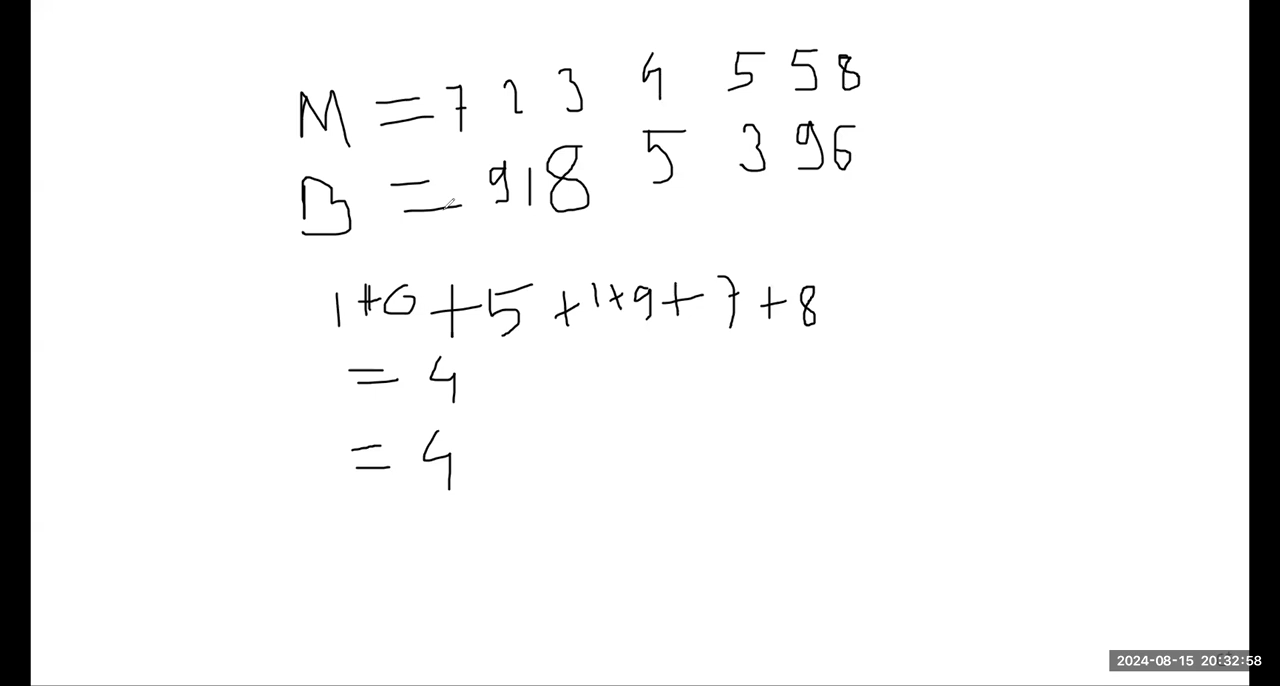 M = 7 2 3 4 5 5 8
B = 9 1 8 5 3 9 6
1+6+5+1+9+7+8
= 4
= 4
2024-08-15 20:32:58